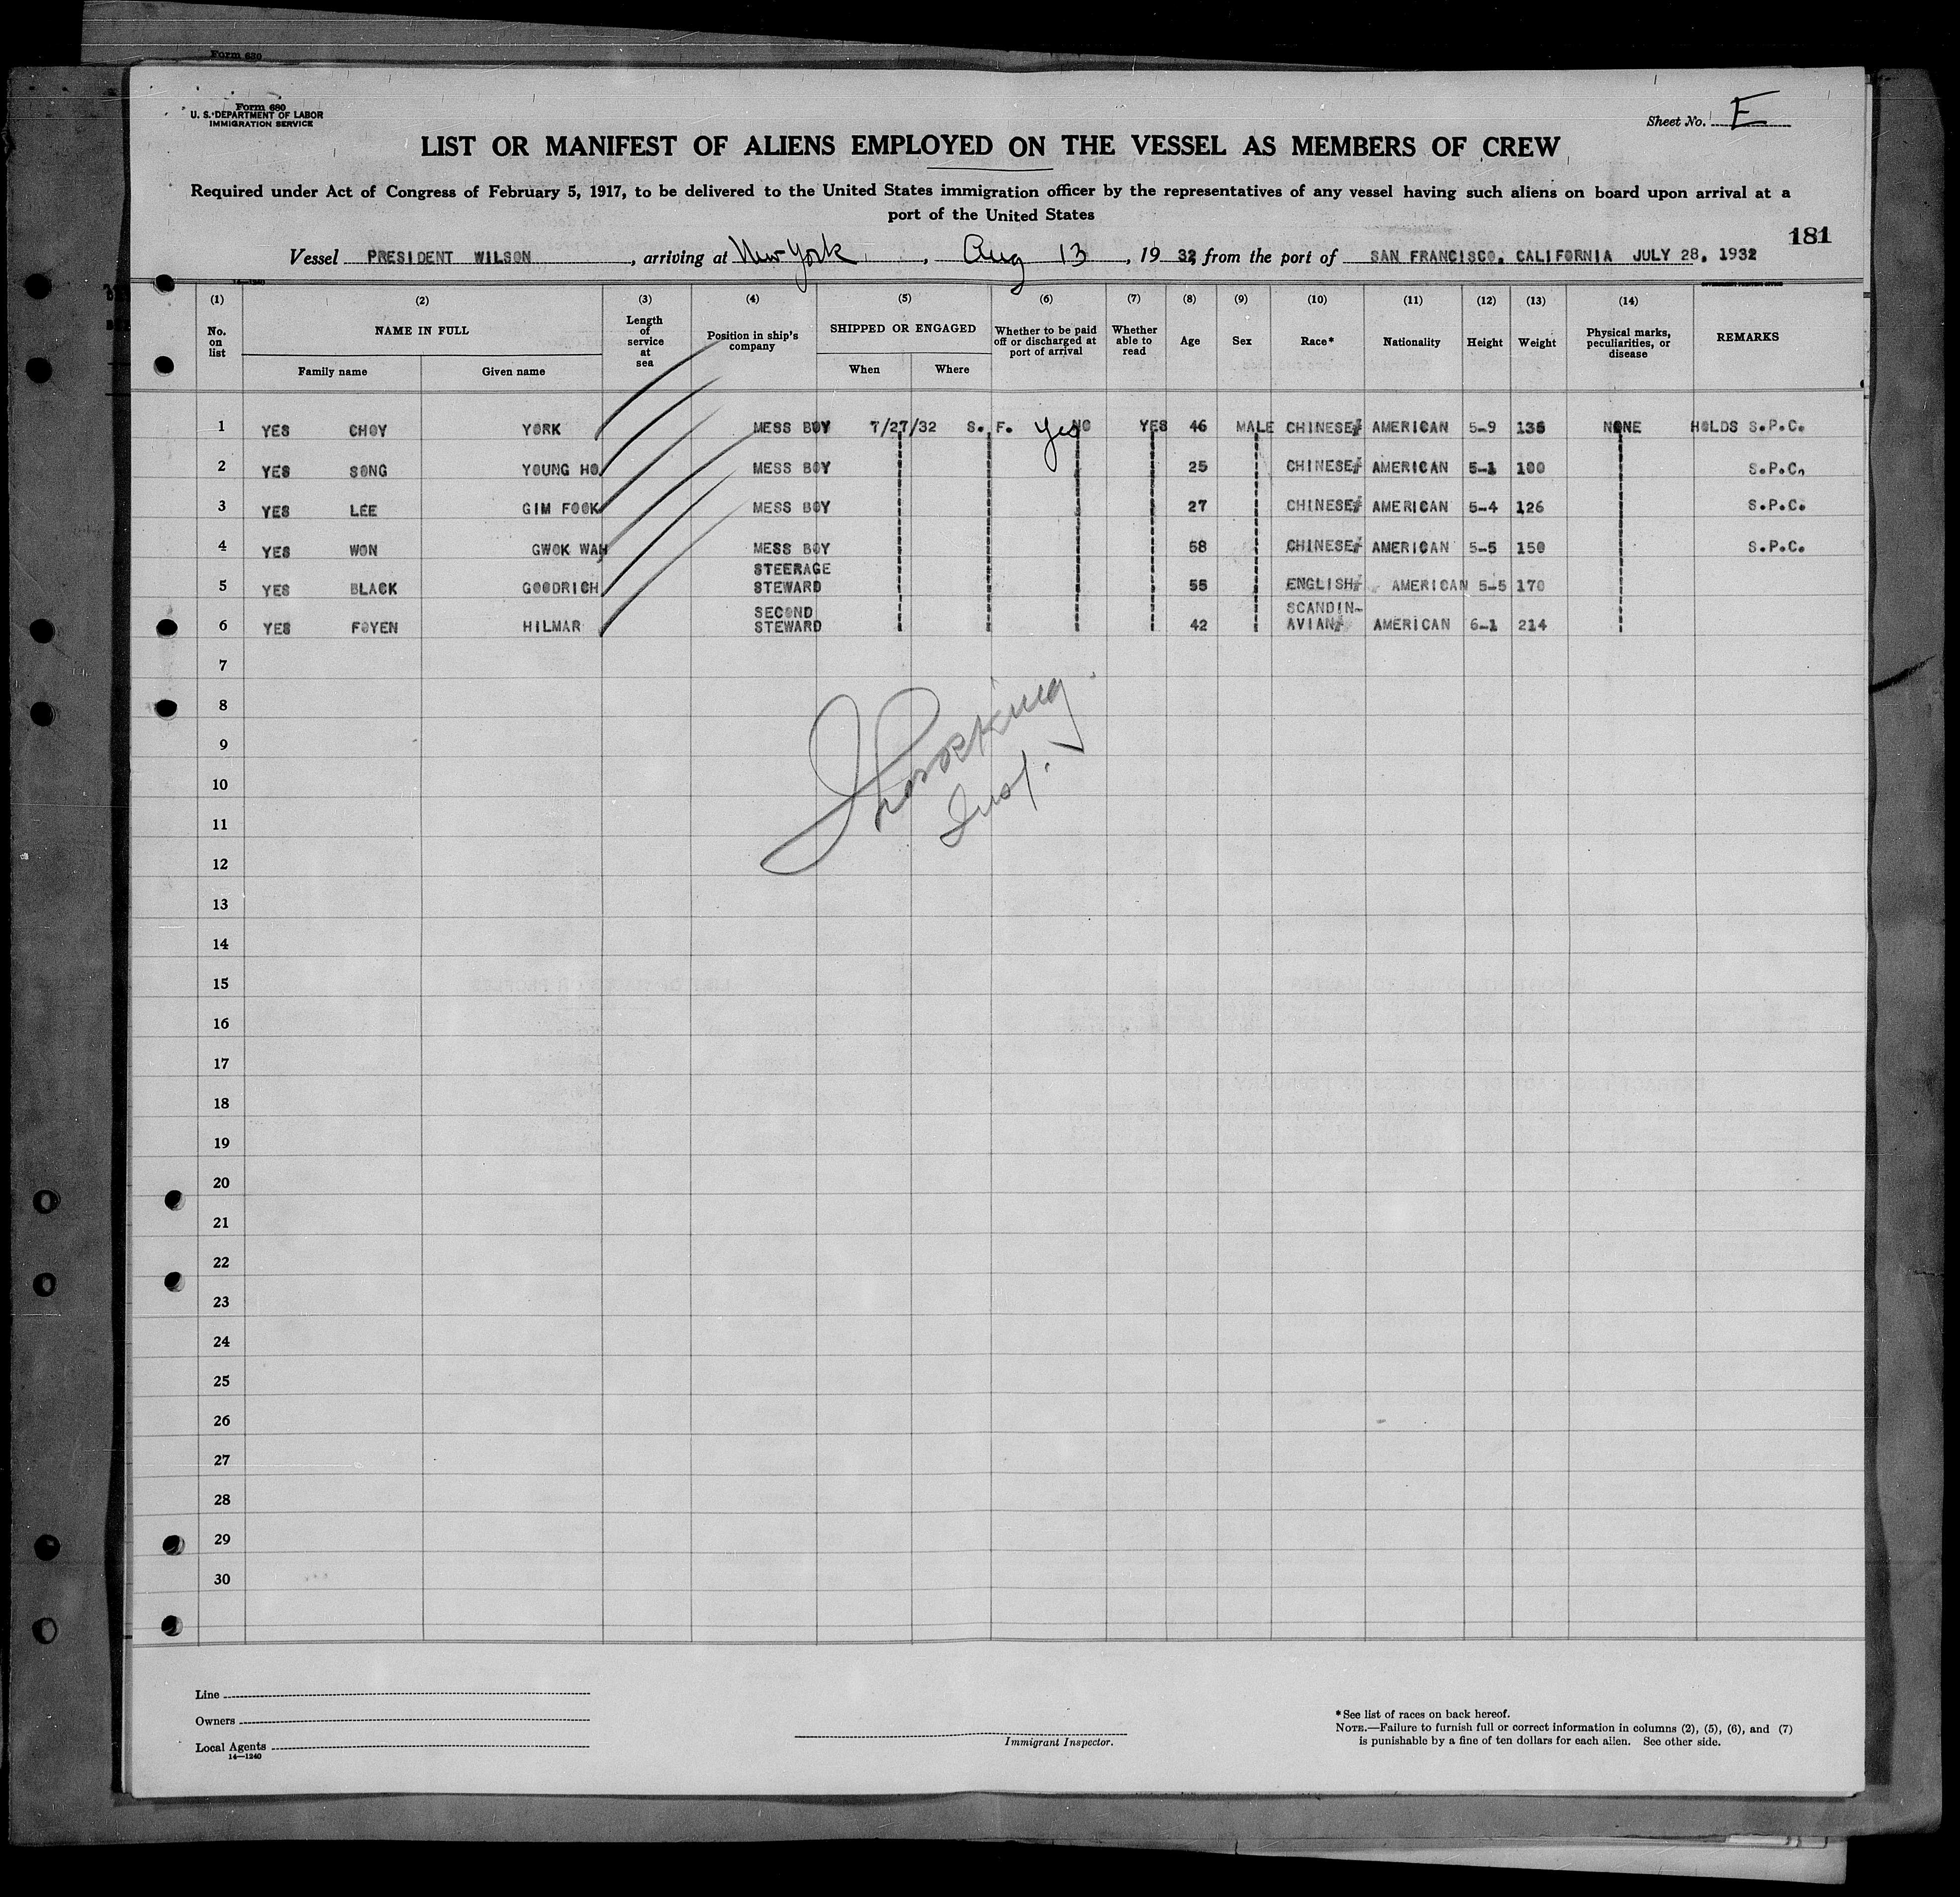 Form 630
Form 680
U. S. DEPARTMENT OF LABOR
IMMIGRATION SERVICE
Sheet No. E
LIST OR MANIFEST OF ALIENS EMPLOYED ON THE VESSEL AS MEMBERS OF CREW
Required under Act of Congress of February 5, 1917, to be delivered to the United States immigration officer by the representatives of any vessel having such aliens on board upon arrival at a
port of the United States
181
Vessel PRESIDENT WILSON, arriving at New York, Aug 13, 1932, from the port of SAN FRANCISCO, CALIFORNIA JULY 28, 1932
(1) (2) (3) (4) (5) (6) (7) (8) (9) (10) (11) (12) (13) (14)
No. on list NAME IN FULL Length of service at sea Position in ship's company SHIPPED OR ENGAGED Whether to be paid off or discharged at port of arrival Whether able to read Age Sex Race* Nationality Height Weight Physical marks, peculiarities, or disease REMARKS
Family name Given name When Where
1 YES CHOY YORK MESS BOY 7/27/32 S. F. yes NO YES 46 MALE CHINESE AMERICAN 5-9 136 NONE HOLDS S.P.C.
2 YES SONG YOUNG HO MESS BOY 25 CHINESE AMERICAN 5-1 100 S.P.C.
3 YES LEE GIM FOOK MESS BOY 27 CHINESE AMERICAN 5-4 126 S.P.C.
4 YES WON GWOK WAH MESS BOY 58 CHINESE AMERICAN 5-5 150 S.P.C.
5 YES BLACK GOODRICH STEERAGE STEWARD 55 ENGLISH AMERICAN 5-5 170
6 YES FOYEN HILMAR SECOND STEWARD 42 SCANDIN-AVIAN AMERICAN 6-1 214
7
8
9
10
11
12
13
14
15
16
17
18
19
20
21
22
23
24
25
26
27
28
29
30
Line
Owners
Local Agents
14—1240
Immigrant Inspector.
*See list of races on back hereof.
NOTE.—Failure to furnish full or correct information in columns (2), (5), (6), and (7)
is punishable by a fine of ten dollars for each alien. See other side.